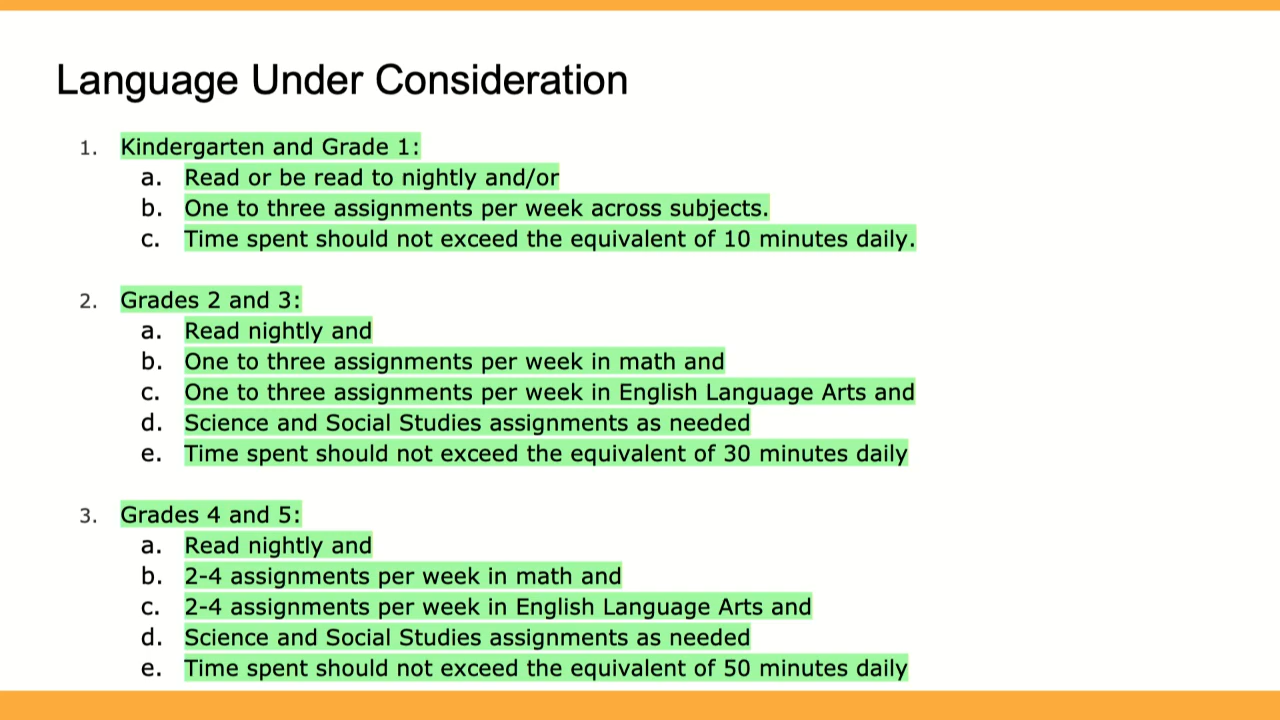 Language Under Consideration
1. Kindergarten and Grade 1:
a. Read or be read to nightly and/or
b. One to three assignments per week across subjects.
c. Time spent should not exceed the equivalent of 10 minutes daily.
2. Grades 2 and 3:
a. Read nightly and
b. One to three assignments per week in math and
c. One to three assignments per week in English Language Arts and
d. Science and Social Studies assignments as needed
e. Time spent should not exceed the equivalent of 30 minutes daily
3. Grades 4 and 5:
a. Read nightly and
b. 2-4 assignments per week in math and
c. 2-4 assignments per week in English Language Arts and
d. Science and Social Studies assignments as needed
e. Time spent should not exceed the equivalent of 50 minutes daily